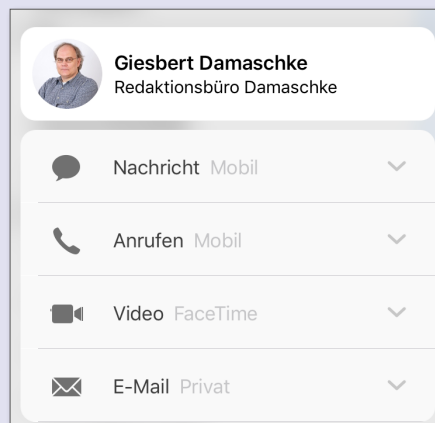 Giesbert Damaschke
Redaktionsbüro Damaschke
Nachricht Mobil
Anrufen Mobil
Video FaceTime
E-Mail Privat